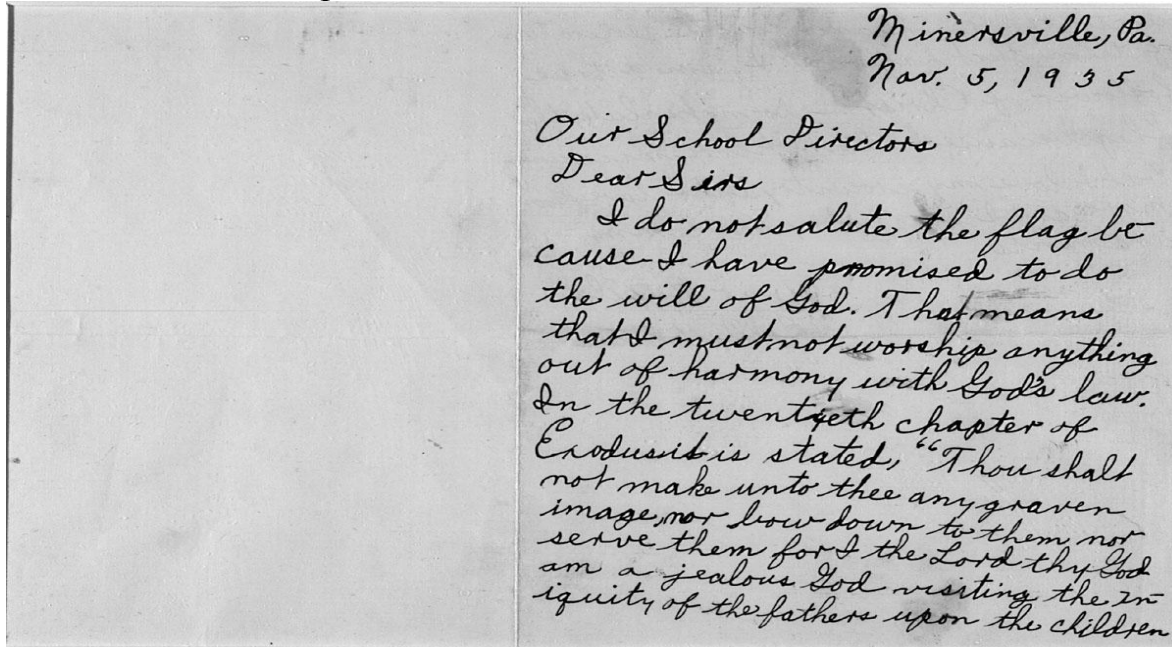 Minersville, Pa.
Nov. 5, 1935
Our School Directors
Dear Sirs
I do not salute the flag be
cause I have promised to do
the will of God. That means
that I must not worship anything
out of harmony with God's law.
In the twentieth chapter of
Exodus it is stated, "Thou shalt
not make unto thee any graven
image, nor bow down to them nor
serve them for I the Lord thy God
am a jealous God visiting the in-
iquity of the fathers upon the children